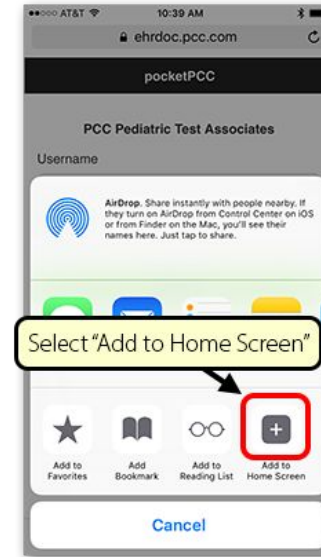 AT&T 10:39 AM
ehrdoc.pcc.com
pocketPCC
PCC Pediatric Test Associates
Username
AirDrop. Share instantly with people nearby. If
they turn on AirDrop from Control Center on iOS
or from Finder on the Mac, you'll see their
names here. Just tap to share.
Select "Add to Home Screen"
Add to
Favorites
Add
Bookmark
Add to
Reading List
Add to
Home Screen
Cancel